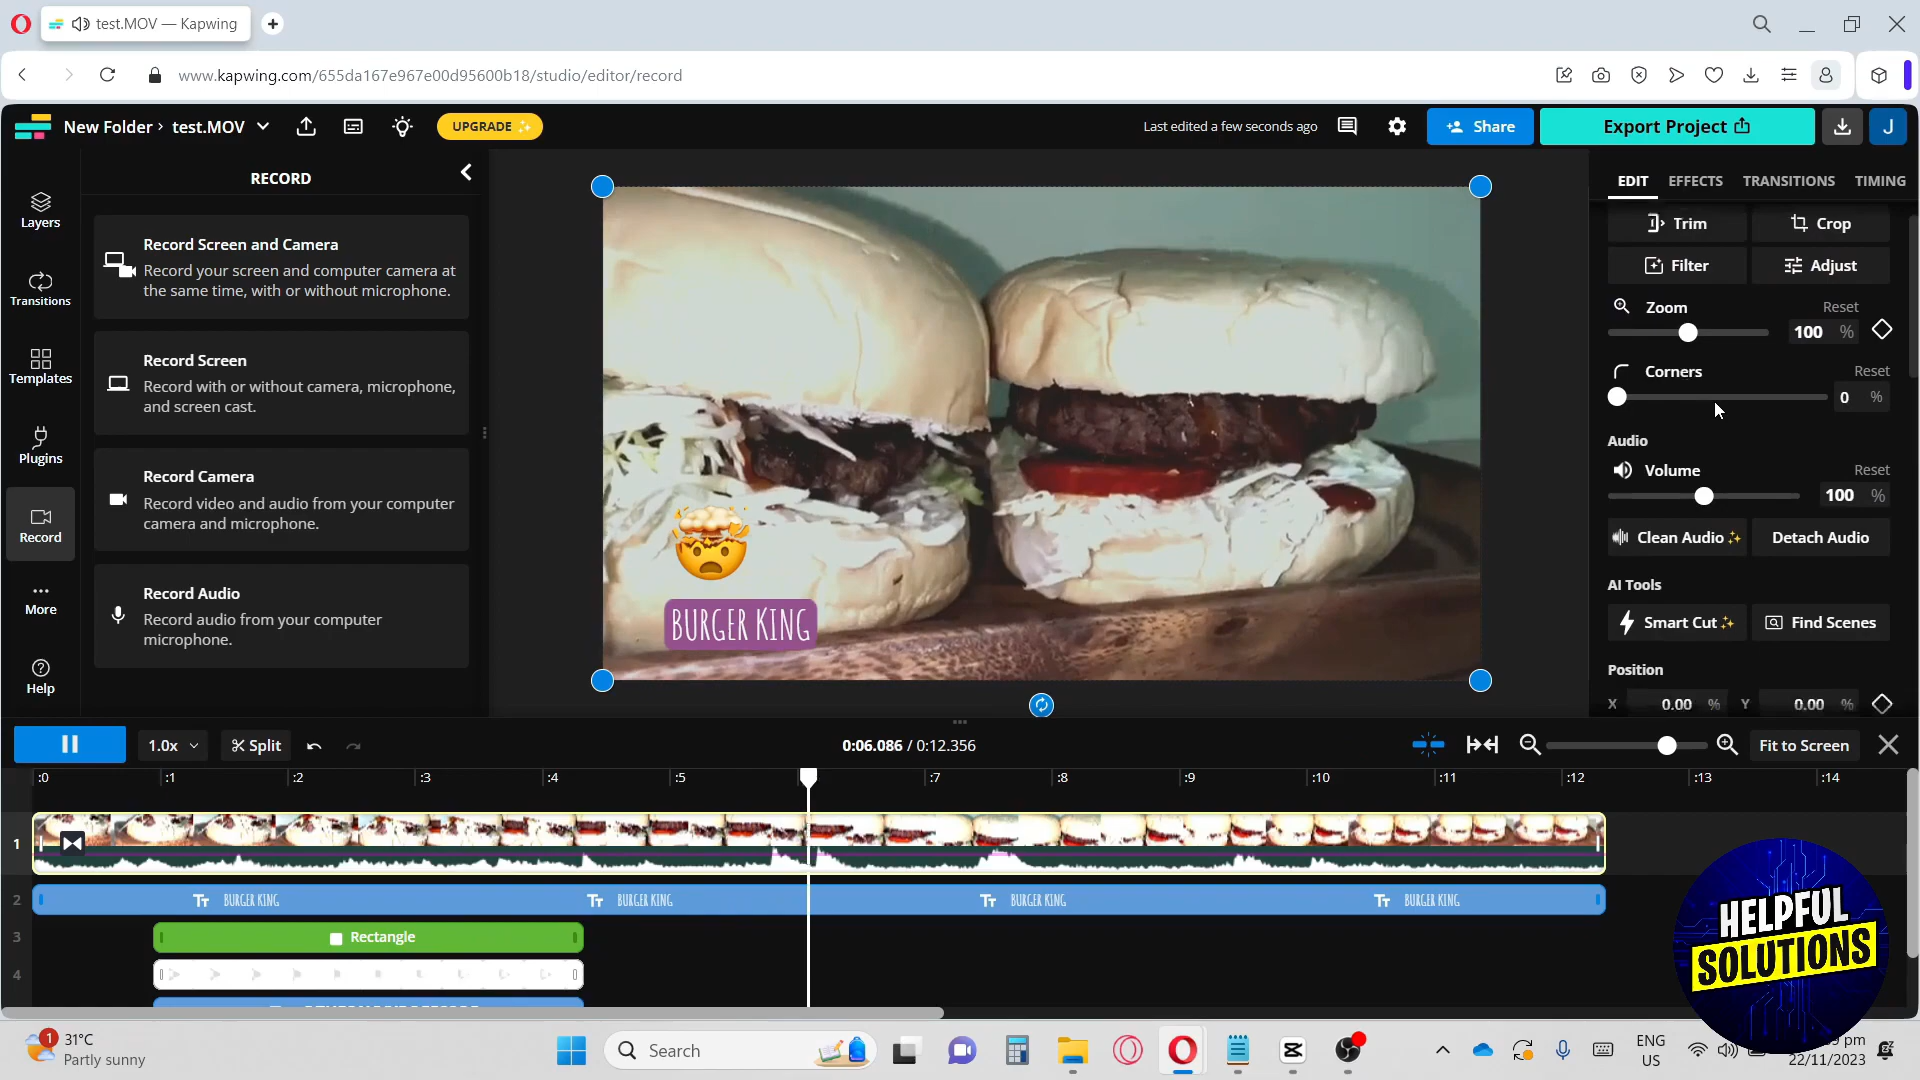 test.MOV — Kapwing
www.kapwing.com/655da167e967e00d95600b18/studio/editor/record
New Folder › test.MOV
UPGRADE
Last edited a few seconds ago
Share
Export Project
J
Layers
Transitions
Templates
Plugins
Record
More
Help
RECORD
Record Screen and Camera
Record your screen and computer camera at
the same time, with or without microphone.
Record Screen
Record with or without camera, microphone,
and screen cast.
Record Camera
Record video and audio from your computer
camera and microphone.
Record Audio
Record audio from your computer
microphone.
BURGER KING
EDIT EFFECTS TRANSITIONS TIMING
Trim Crop
Filter Adjust
Zoom Reset
100 %
Corners Reset
0 %
Audio
Volume Reset
100 %
Clean Audio Detach Audio
AI Tools
Smart Cut Find Scenes
Position
X 0.00 % Y 0.00 %
1.0x Split 0:06.086 / 0:12.356 Fit to Screen
:0 :1 :2 :3 :4 :5 :7 :8 :9 :10 :11 :12 :13 :14
1
2 BURGER KING BURGER KING BURGER KING BURGER KING
3 Rectangle
4
HELPFUL
SOLUTIONS
1 31°C
Partly sunny
Search
ENG
US
pm
22/11/2023